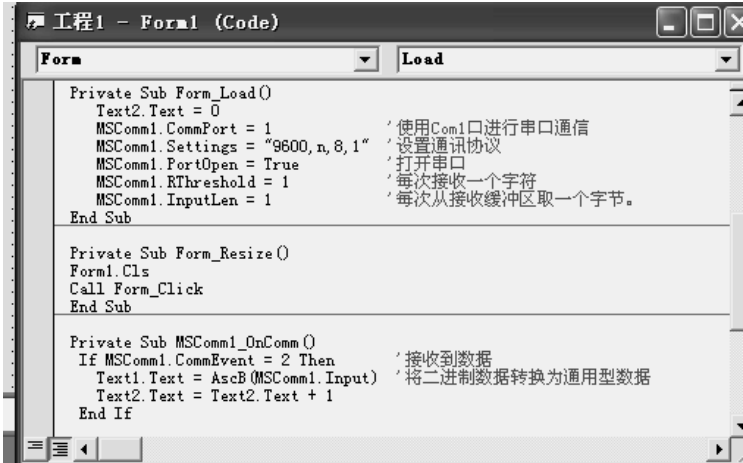 工程1 - Form1 (Code)
Form Load
Private Sub Form_Load()
Text2.Text = 0
MSComm1.CommPort = 1 '使用Com1口进行串口通信
MSComm1.Settings = "9600,n,8,1" '设置通讯协议
MSComm1.PortOpen = True '打开串口
MSComm1.RThreshold = 1 '每次接收一个字符
MSComm1.InputLen = 1 '每次从接收缓冲区取一个字节。
End Sub
Private Sub Form_Resize()
Form1.Cls
Call Form_Click
End Sub
Private Sub MSComm1_OnComm()
If MSComm1.CommEvent = 2 Then '接收到数据
Text1.Text = AscB(MSComm1.Input) '将二进制数据转换为通用型数据
Text2.Text = Text2.Text + 1
End If